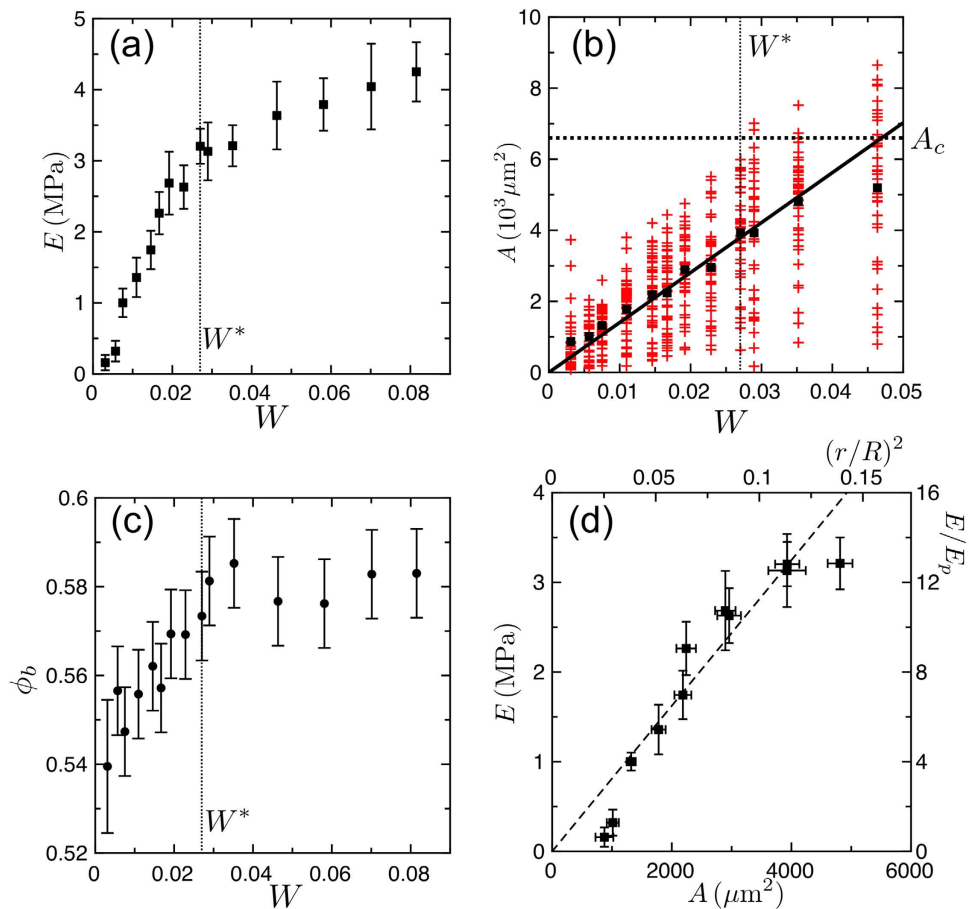 (a)
E (MPa)
5
4
3
2
1
0
0 0.02 0.04 0.06 0.08
W
W*
(b)
W*
A (10³μm²)
10
8
6
4
2
0
A_c
0 0.01 0.02 0.03 0.04 0.05
W
(c)
ϕ_b
0.6
0.58
0.56
0.54
0.52
0 0.02 0.04 0.06 0.08
W
W*
(d)
0 0.05 0.1 0.15
(r/R)²
E (MPa)
4
3
2
1
0
16
12
8
4
0
E/E_p
0 2000 4000 6000
A (μm²)